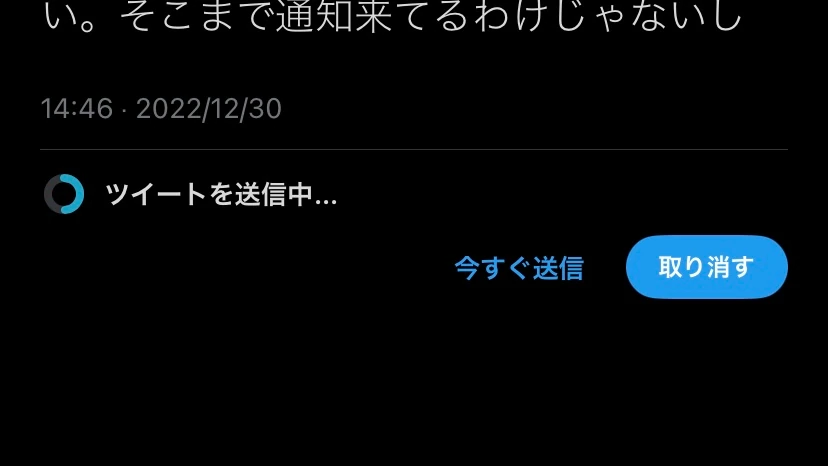 い。そこまで通知来てるわけじゃないし
14:46 · 2022/12/30
ツイートを送信中...
今すぐ送信
取り消す